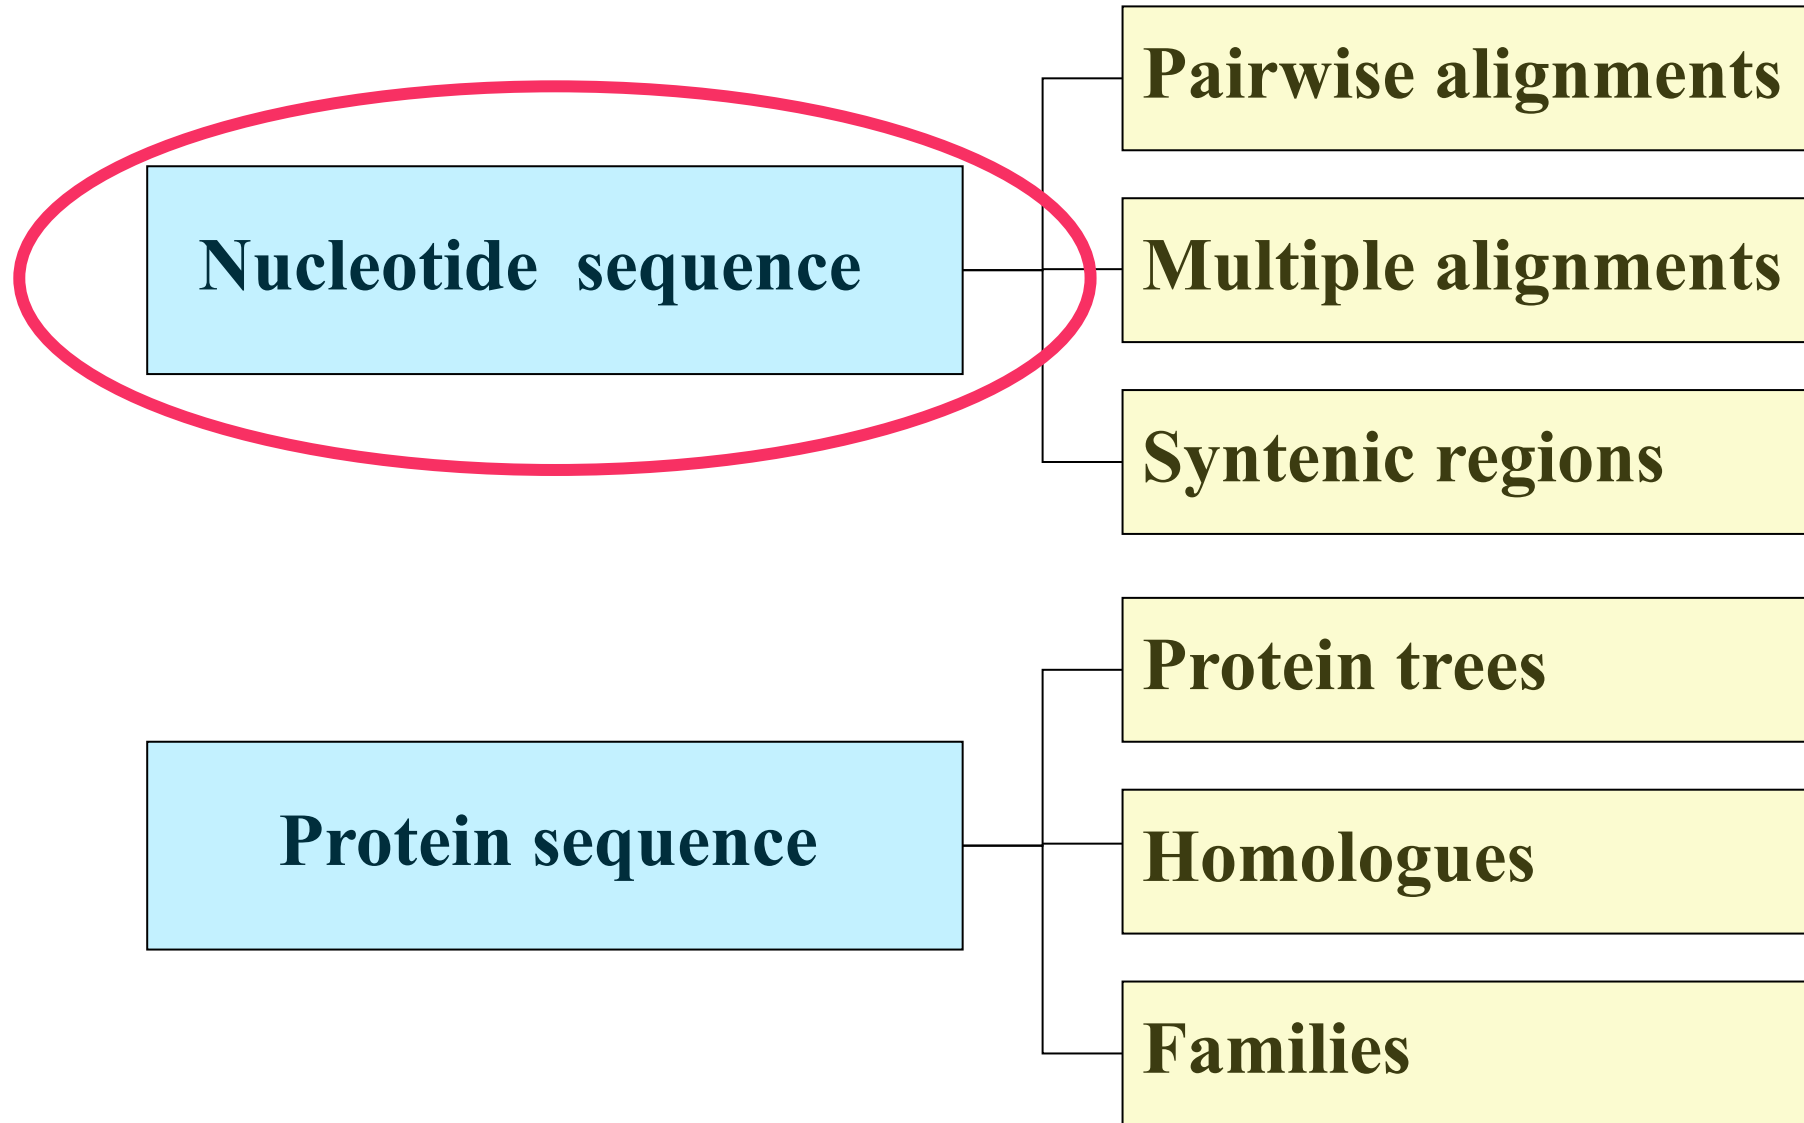 Pairwise alignments
Nucleotide sequence
Multiple alignments
Syntenic regions
Protein trees
Protein sequence
Homologues
Families